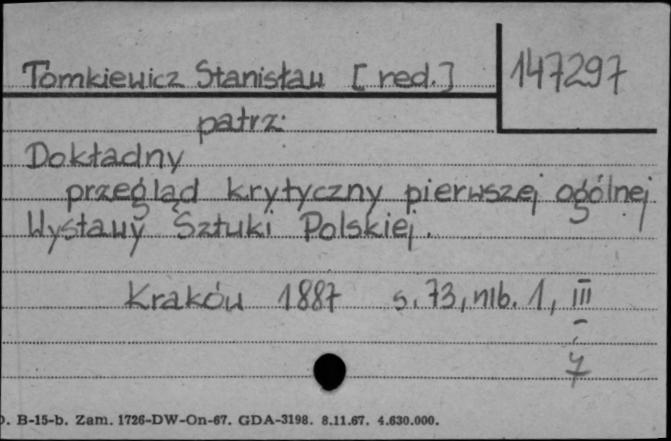 Tomkiewicz Stanisław [red.] 147297
patrz:
Dokładny
przegląd krytyczny pierwszej ogólnej
Wystawy Sztuki Polskiej.
Kraków 1887 s. 73, nlb. 1, III
7
B-15-b. Zam. 1726-DW-On-67. GDA-3198. 8.11.67. 4.630.000.